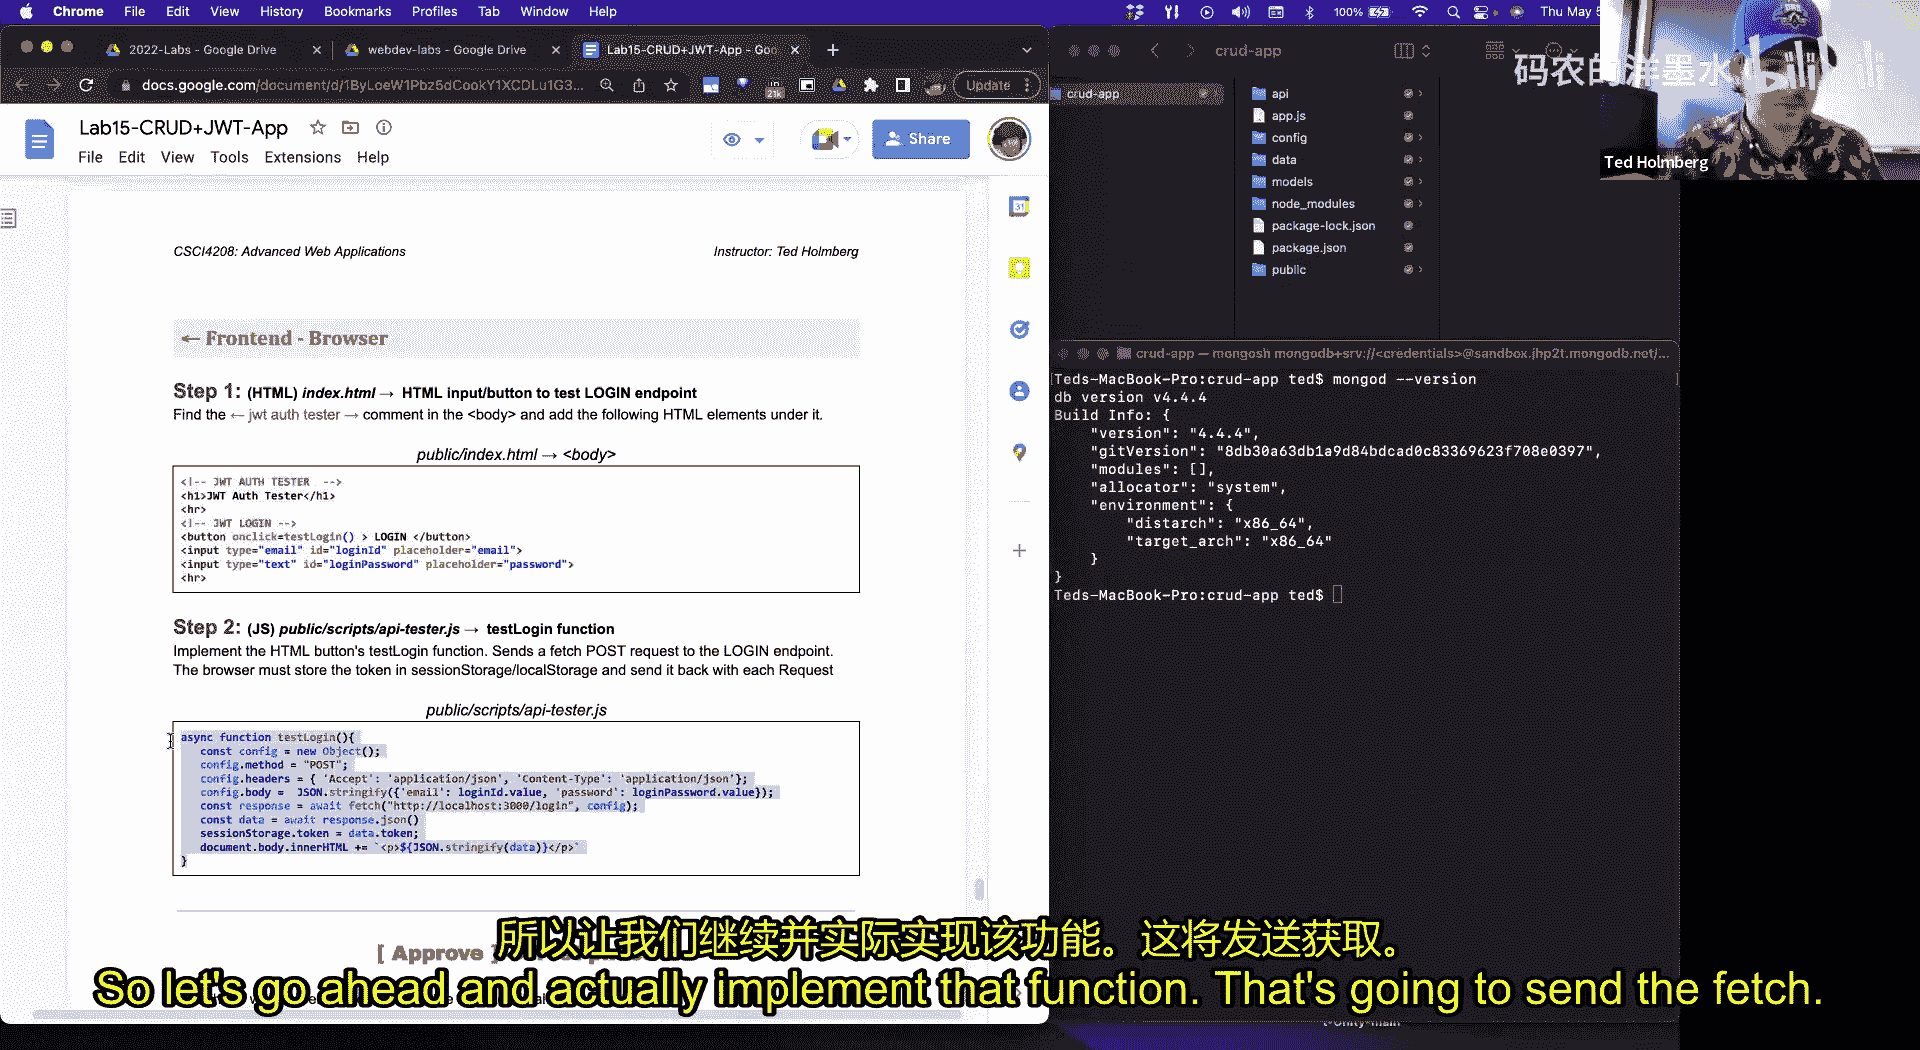 Chrome File Edit View History Bookmarks Profiles Tab Window Help
100%
Thu May 5
2022-Labs - Google Drive
webdev-labs - Google Drive
Lab15-CRUD+JWT-App - Goo
docs.google.com/document/d/1ByLoeW1Pbz5dCookY1XCDLu1G3...
21k
Update
Lab15-CRUD+JWT-App
File Edit View Tools Extensions Help
Share
31
CSCI4208: Advanced Web Applications
Instructor: Ted Holmberg
← Frontend - Browser
Step 1: (HTML) index.html → HTML input/button to test LOGIN endpoint
Find the ← jwt auth tester → comment in the <body> and add the following HTML elements under it.
public/index.html → <body>
<!-- JWT AUTH TESTER -->
<h1>JWT Auth Tester</h1>
<hr>
<!-- JWT LOGIN -->
<button onclick=testLogin() > LOGIN </button>
<input type="email" id="loginId" placeholder="email">
<input type="text" id="loginPassword" placeholder="password">
<hr>
Step 2: (JS) public/scripts/api-tester.js → testLogin function
Implement the HTML button's testLogin function. Sends a fetch POST request to the LOGIN endpoint.
The browser must store the token in sessionStorage/localStorage and send it back with each Request
public/scripts/api-tester.js
async function testLogin(){
const config = new Object();
config.method = "POST";
config.headers = { 'Accept': 'application/json', 'Content-Type': 'application/json'};
config.body = JSON.stringify({'email': loginId.value, 'password': loginPassword.value});
const response = await fetch("http://localhost:3000/login", config);
const data = await response.json()
sessionStorage.token = data.token;
document.body.innerHTML += `<p>${JSON.stringify(data)}</p>`
}
[ Approve ]
crud-app
crud-app
api
app.js
config
data
models
node_modules
package-lock.json
package.json
public
码农的洋墨水
bilibili
Ted Holmberg
crud-app — mongosh mongodb+srv://<credentials>@sandbox.jhp2t.mongodb.net/...
Teds-MacBook-Pro:crud-app ted$ mongod --version
db version v4.4.4
Build Info: {
"version": "4.4.4",
"gitVersion": "8db30a63db1a9d84bdcad0c83369623f708e0397",
"modules": [],
"allocator": "system",
"environment": {
"distarch": "x86_64",
"target_arch": "x86_64"
}
}
Teds-MacBook-Pro:crud-app ted$
所以让我们继续并实际实现该功能。这将发送获取。
So let's go ahead and actually implement that function. That's going to send the fetch.